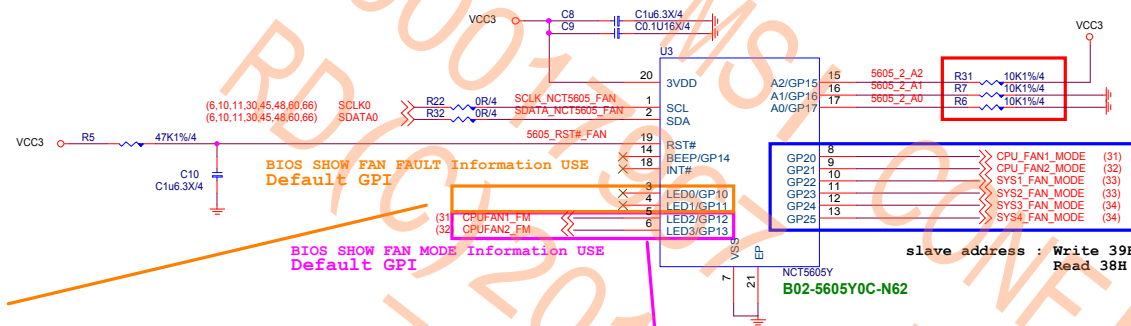 VCC3
C8
C1u6.3X/4
C9
C0.1U16X/4
VCC3
U3
20
3VDD
A2/GP15
15
5605_2_A2
R31
10K1%/4
A1/GP16
16
5605_2_A1
R7
10K1%/4
A0/GP17
17
5605_2_A0
R6
10K1%/4
(6,10,11,30,45,48,60,66)
SCLK0
R22
0R/4
SCLK_NCT5605_FAN
1
SCL
(6,10,11,30,45,48,60,66)
SDATA0
R32
0R/4
SDATA_NCT5605_FAN
2
SDA
VCC3
R5
47K1%/4
5605_RST#_FAN
19
RST#
14
BEEP/GP14
18
INT#
C10
C1u6.3X/4
BIOS SHOW FAN FAULT Information USE
Default GPI
3
LED0/GP10
4
LED1/GP11
(31)
CPUFAN1_FM
5
LED2/GP12
(32)
CPUFAN2_FM
6
LED3/GP13
BIOS SHOW FAN MODE Information USE
Default GPI
GP20
8
CPU_FAN1_MODE
(31)
GP21
9
CPU_FAN2_MODE
(32)
GP22
10
SYS1_FAN_MODE
(33)
GP23
11
SYS2_FAN_MODE
(33)
GP24
12
SYS3_FAN_MODE
(34)
GP25
13
SYS4_FAN_MODE
(34)
VSS
EP
7
21
NCT5605Y
B02-5605Y0C-N62
slave address : Write 39H
Read 38H
MSI